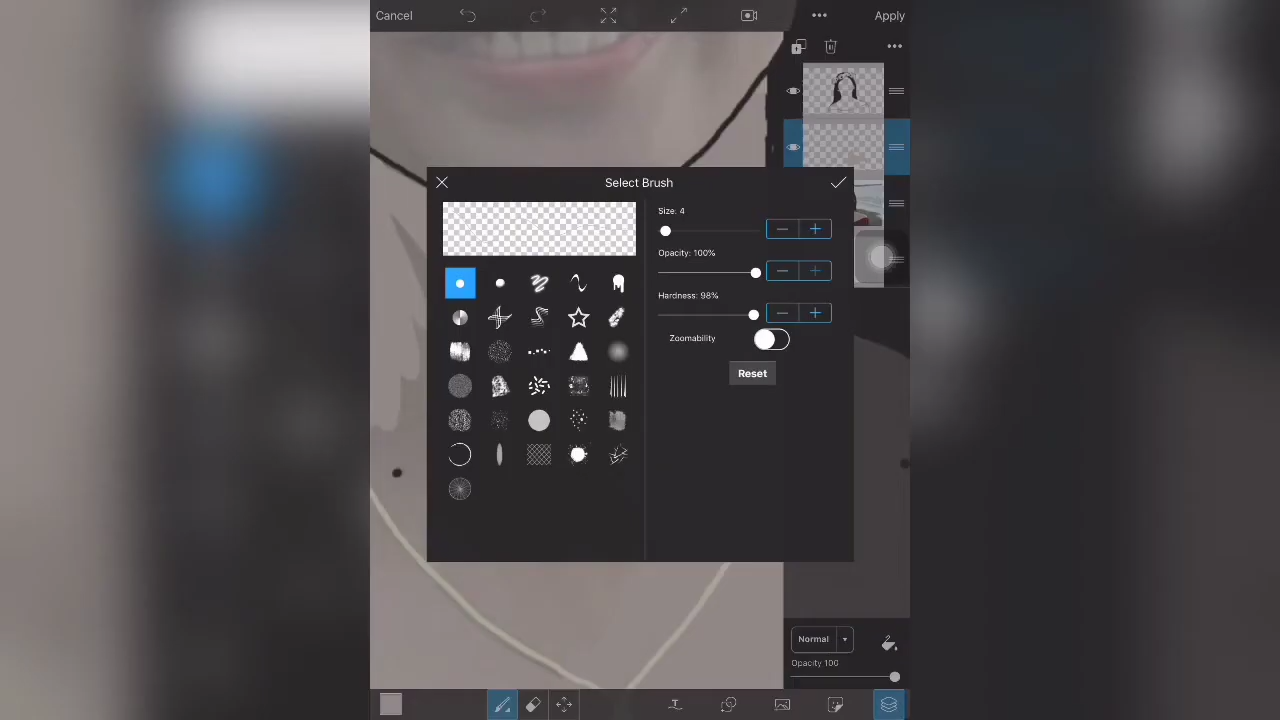 Cancel
Apply
Select Brush
Size: 4
Opacity: 100%
Hardness: 98%
Zoomability
Reset
Normal
Opacity 100
T